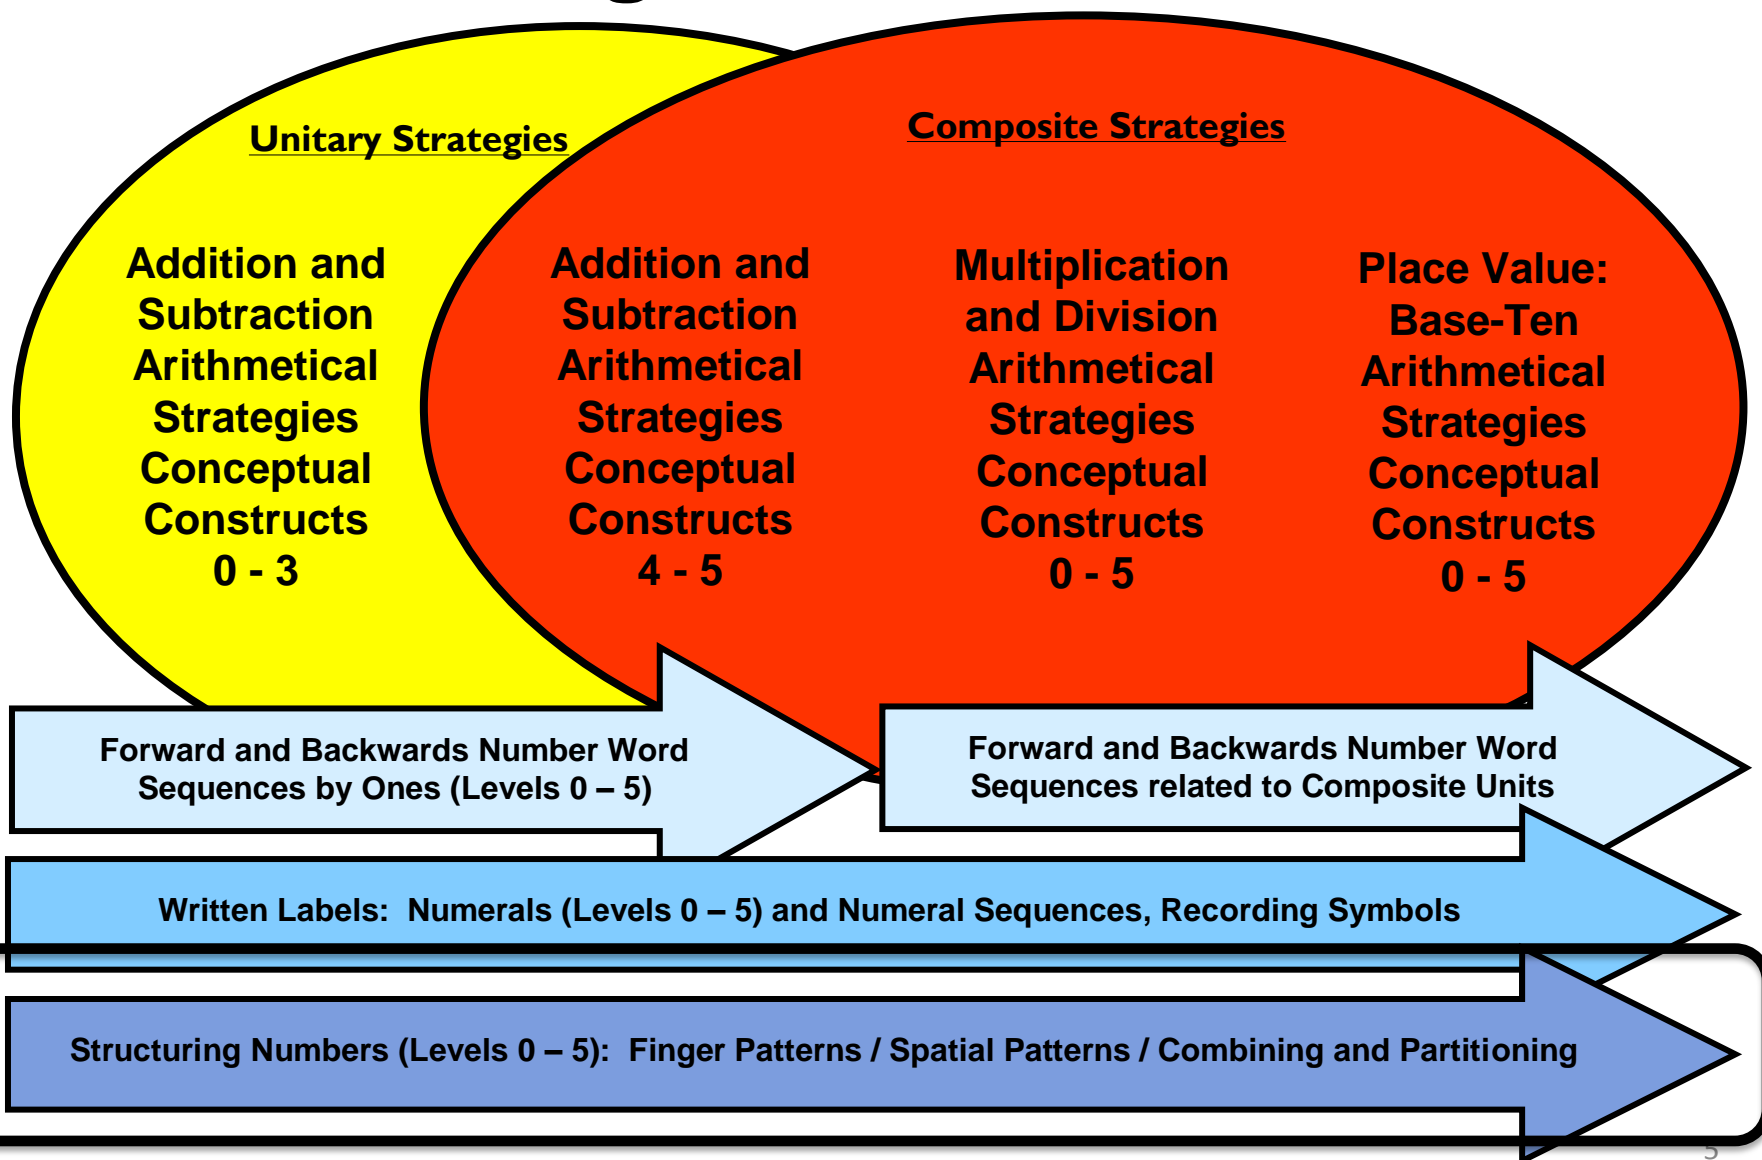 Unitary Strategies
Composite Strategies
Addition and
Subtraction
Arithmetical
Strategies
Conceptual
Constructs
0 - 3
Addition and
Subtraction
Arithmetical
Strategies
Conceptual
Constructs
4 - 5
Multiplication
and Division
Arithmetical
Strategies
Conceptual
Constructs
0 - 5
Place Value:
Base-Ten
Arithmetical
Strategies
Conceptual
Constructs
0 - 5
Forward and Backwards Number Word
Sequences by Ones (Levels 0 – 5)
Forward and Backwards Number Word
Sequences related to Composite Units
Written Labels:  Numerals (Levels 0 – 5) and Numeral Sequences, Recording Symbols
Structuring Numbers (Levels 0 – 5):  Finger Patterns / Spatial Patterns / Combining and Partitioning
5